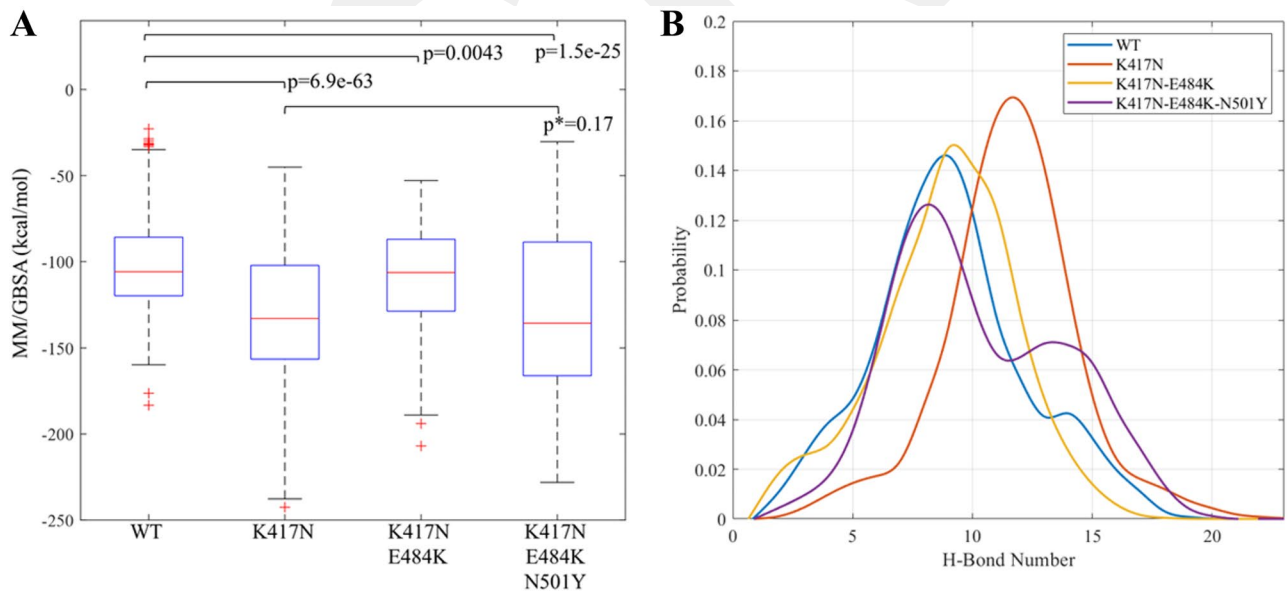 A
p=0.0043
p=1.5e-25
p=6.9e-63
p*=0.17
MM/GBSA (kcal/mol)
0
-50
-100
-150
-200
-250
WT
K417N
K417N
E484K
K417N
E484K
N501Y
B
WT
K417N
K417N-E484K
K417N-E484K-N501Y
Probability
0.2
0.18
0.16
0.14
0.12
0.1
0.08
0.06
0.04
0.02
0
0
5
10
15
20
H-Bond Number